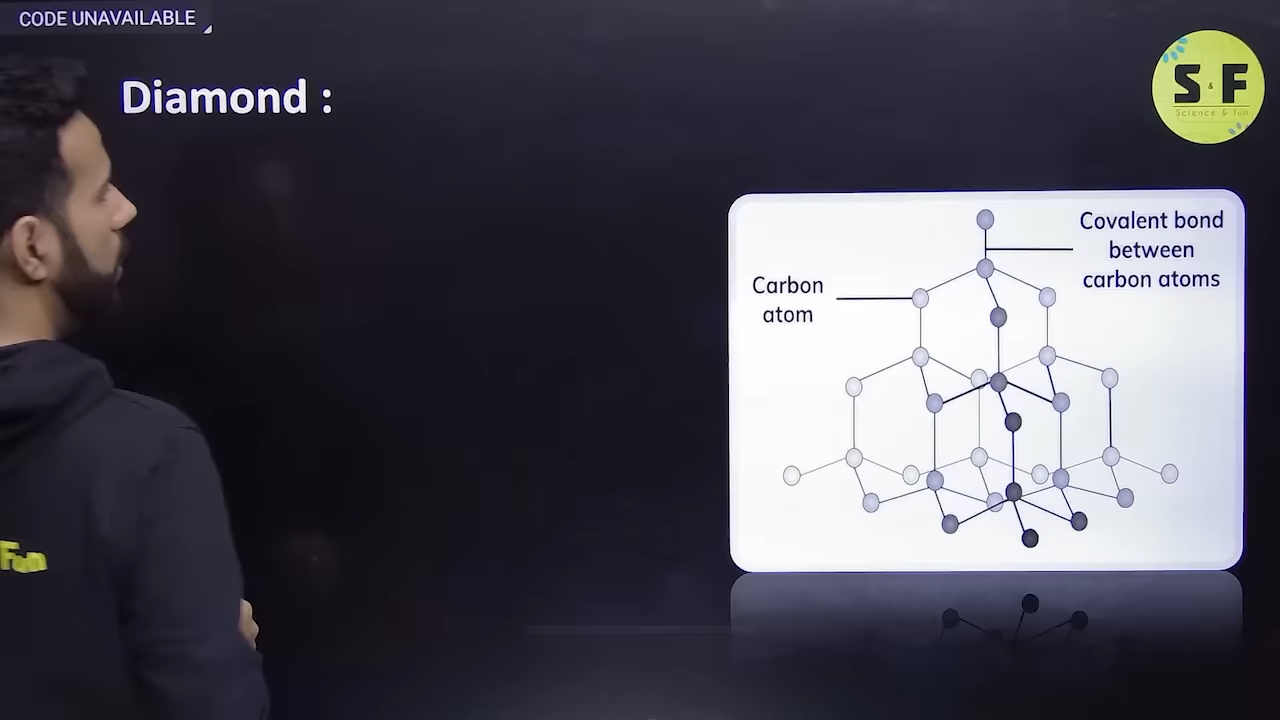 CODE UNAVAILABLE
Diamond :
S & F
Science & fun
Covalent bond
between
carbon atoms
Carbon
atom
Fun